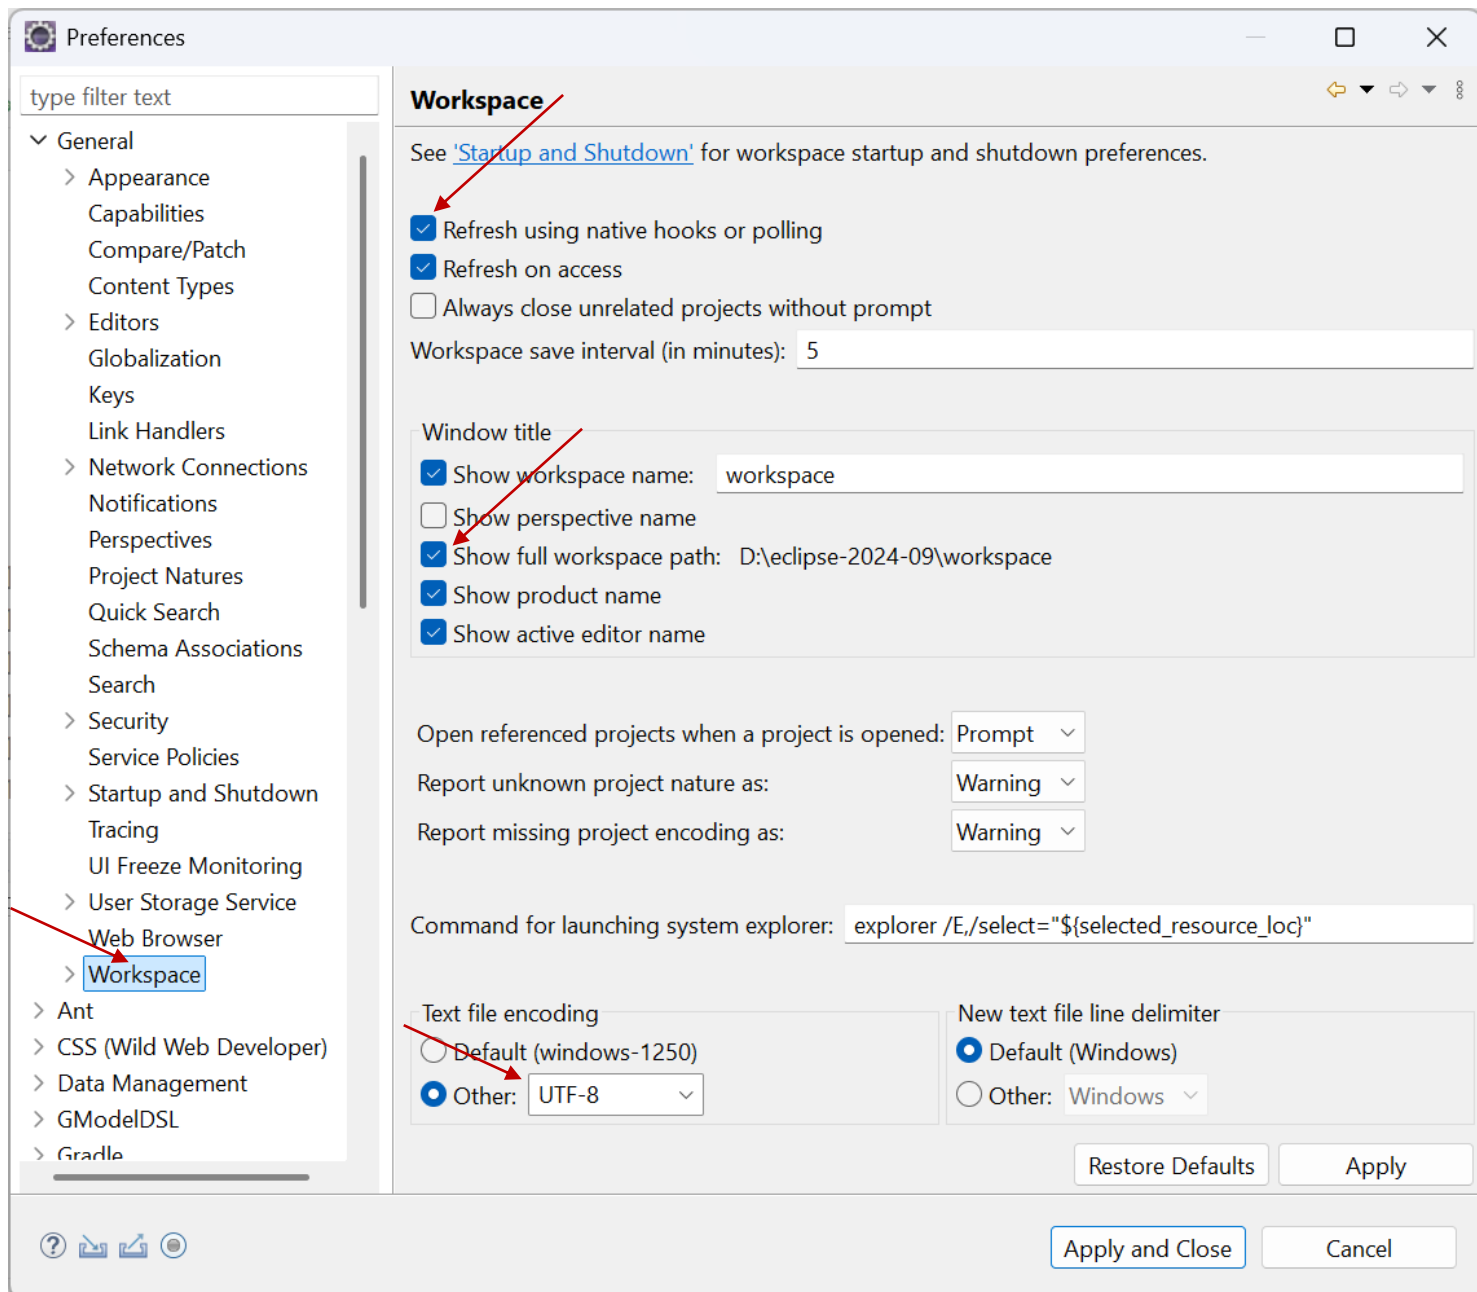 Preferences
type filter text
General
Appearance
Capabilities
Compare/Patch
Content Types
Editors
Globalization
Keys
Link Handlers
Network Connections
Notifications
Perspectives
Project Natures
Quick Search
Schema Associations
Search
Security
Service Policies
Startup and Shutdown
Tracing
UI Freeze Monitoring
User Storage Service
Web Browser
Workspace
Ant
CSS (Wild Web Developer)
Data Management
GModelDSL
Gradle
Workspace
See 'Startup and Shutdown' for workspace startup and shutdown preferences.
Refresh using native hooks or polling
Refresh on access
Always close unrelated projects without prompt
Workspace save interval (in minutes): 5
Window title
Show workspace name: workspace
Show perspective name
Show full workspace path: D:\eclipse-2024-09\workspace
Show product name
Show active editor name
Open referenced projects when a project is opened: Prompt
Report unknown project nature as: Warning
Report missing project encoding as: Warning
Command for launching system explorer: explorer /E,/select="${selected_resource_loc}"
Text file encoding
Default (windows-1250)
Other: UTF-8
New text file line delimiter
Default (Windows)
Other: Windows
Restore Defaults
Apply
Apply and Close
Cancel